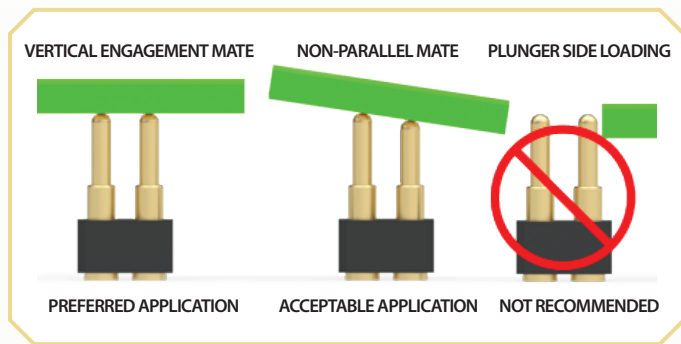 VERTICAL ENGAGEMENT MATE
NON-PARALLEL MATE
PLUNGER SIDE LOADING
PREFERRED APPLICATION
ACCEPTABLE APPLICATION
NOT RECOMMENDED